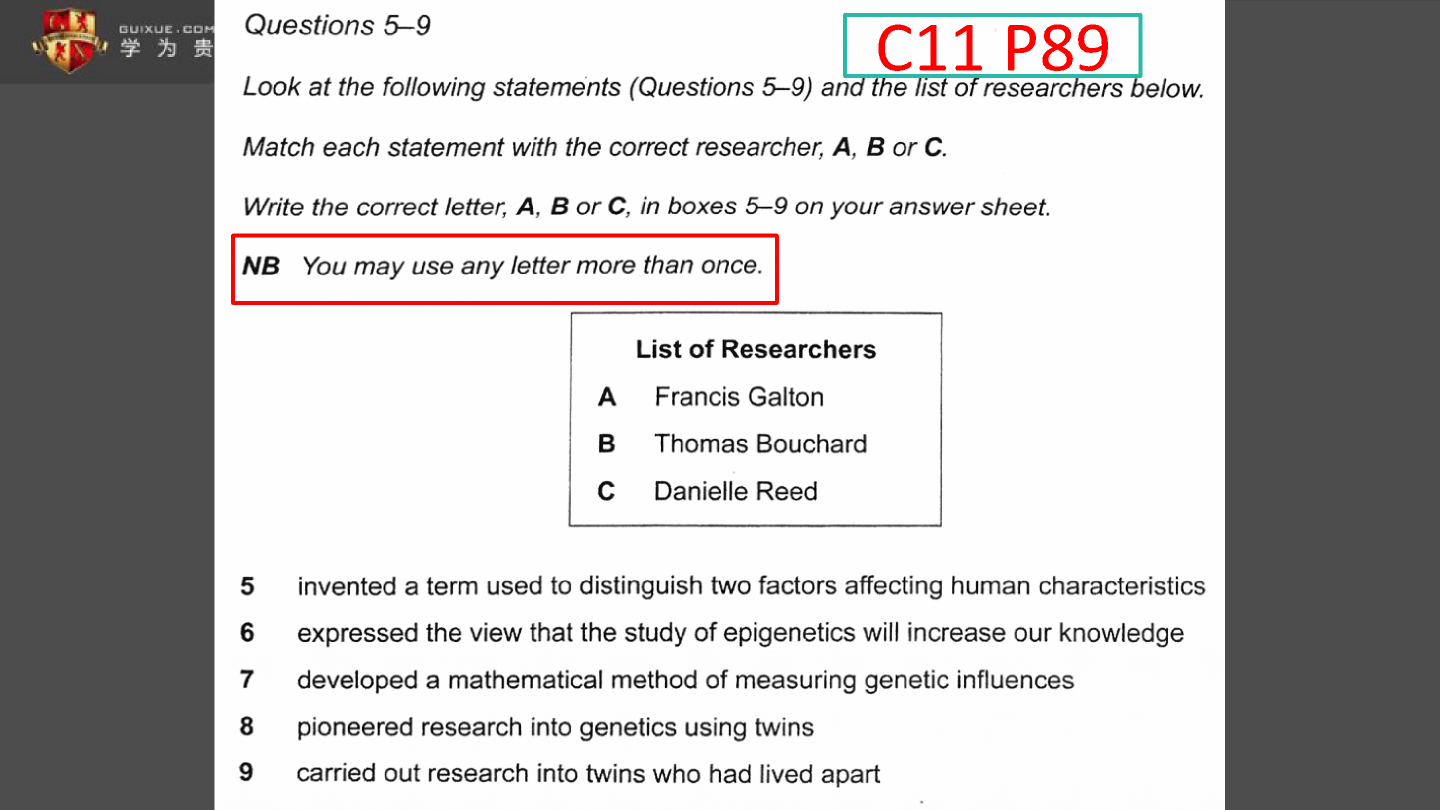 GUIXUE.COM
学为贵
Questions 5–9
C11 P89
Look at the following statements (Questions 5–9) and the list of researchers below.
Match each statement with the correct researcher, A, B or C.
Write the correct letter, A, B or C, in boxes 5–9 on your answer sheet.
NB You may use any letter more than once.
List of Researchers
A Francis Galton
B Thomas Bouchard
C Danielle Reed
5 invented a term used to distinguish two factors affecting human characteristics
6 expressed the view that the study of epigenetics will increase our knowledge
7 developed a mathematical method of measuring genetic influences
8 pioneered research into genetics using twins
9 carried out research into twins who had lived apart